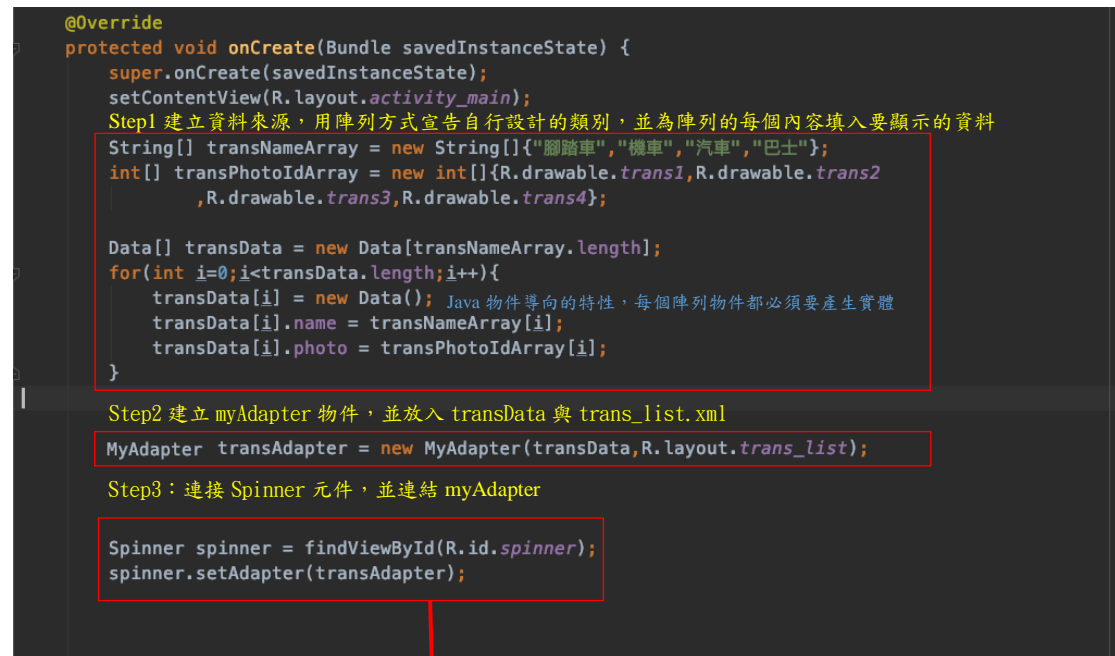 @Override
protected void onCreate(Bundle savedInstanceState) {
super.onCreate(savedInstanceState);
setContentView(R.layout.activity_main);
Step1 建立資料來源，用陣列方式宣告自行設計的類別，並為陣列的每個內容填入要顯示的資料
String[] transNameArray = new String[]{"腳踏車","機車","汽車","巴士"};
int[] transPhotoIdArray = new int[]{R.drawable.trans1,R.drawable.trans2
,R.drawable.trans3,R.drawable.trans4};
Data[] transData = new Data[transNameArray.length];
for(int i=0;i<transData.length;i++){
transData[i] = new Data(); Java 物件導向的特性，每個陣列物件都必須要產生實體
transData[i].name = transNameArray[i];
transData[i].photo = transPhotoIdArray[i];
}
Step2 建立 myAdapter 物件，並放入 transData 與 trans_list.xml
MyAdapter transAdapter = new MyAdapter(transData,R.layout.trans_list);
Step3：連接 Spinner 元件，並連結 myAdapter
Spinner spinner = findViewById(R.id.spinner);
spinner.setAdapter(transAdapter);